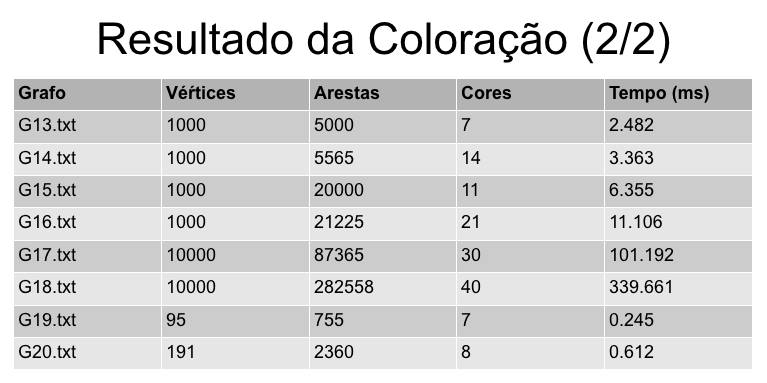 Resultado da Coloração (2/2)
Grafo Vértices Arestas Cores Tempo (ms)
G13.txt 1000 5000 7 2.482
G14.txt 1000 5565 14 3.363
G15.txt 1000 20000 11 6.355
G16.txt 1000 21225 21 11.106
G17.txt 10000 87365 30 101.192
G18.txt 10000 282558 40 339.661
G19.txt 95 755 7 0.245
G20.txt 191 2360 8 0.612